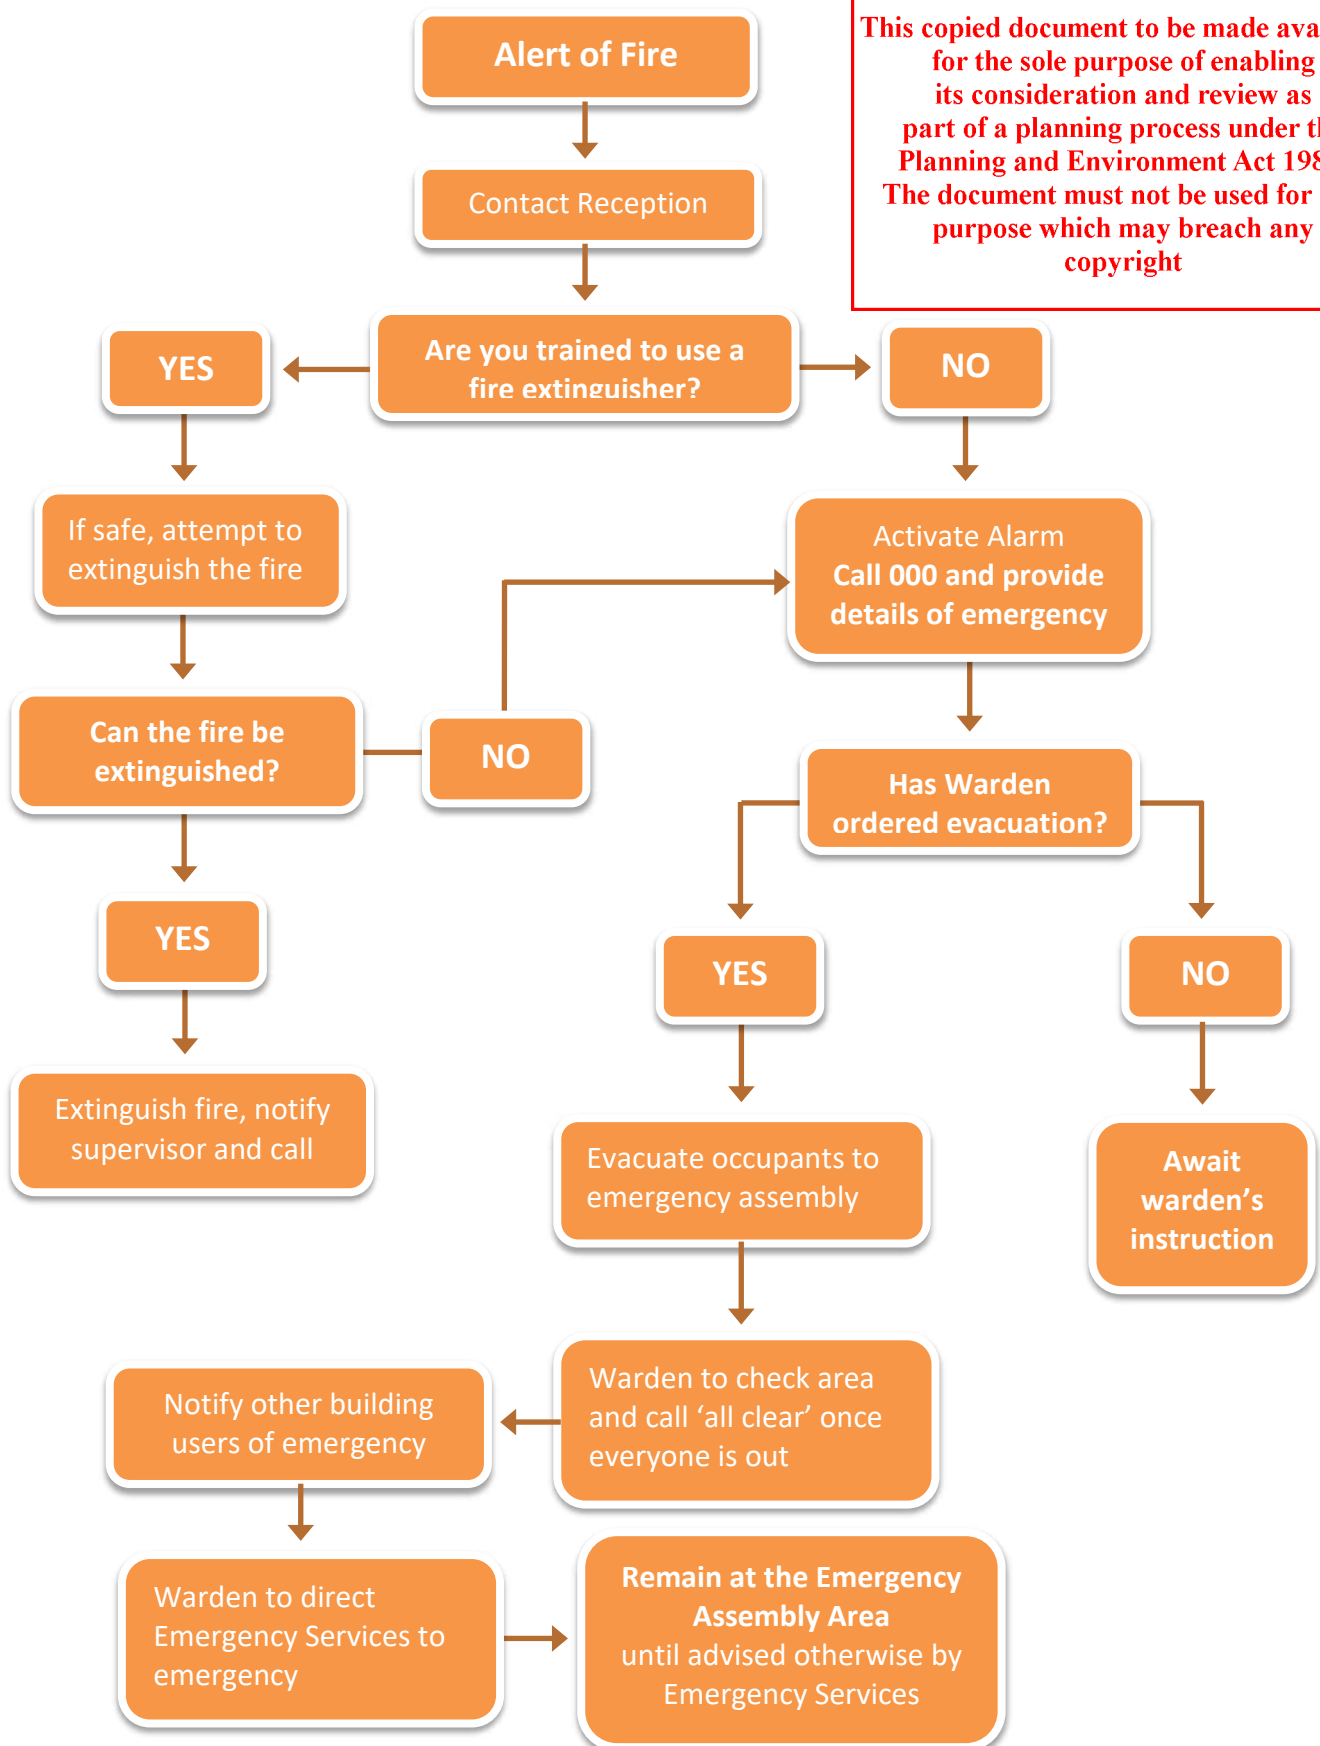 Alert of Fire
This copied document to be made
for the sole purpose of enabling
its consideration and review as
part of a planning process under
Planning and Environment Act
The document must not be used for
purpose which may breach any
copyright
Contact Reception
Are you trained to use a
fire extinguisher?
YES
NO
If safe, attempt to
extinguish the fire
Activate Alarm
Call 000 and provide
details of emergency
Can the fire be
extinguished?
NO
Has Warden
ordered evacuation?
YES
YES
NO
Extinguish fire, notify
supervisor and call
Evacuate occupants to
emergency assembly
Await
warden’s
instruction
Warden to check area
and call ‘all clear’ once
everyone is out
Notify other building
users of emergency
Warden to direct
Emergency Services to
emergency
Remain at the Emergency
Assembly Area
until advised otherwise by
Emergency Services